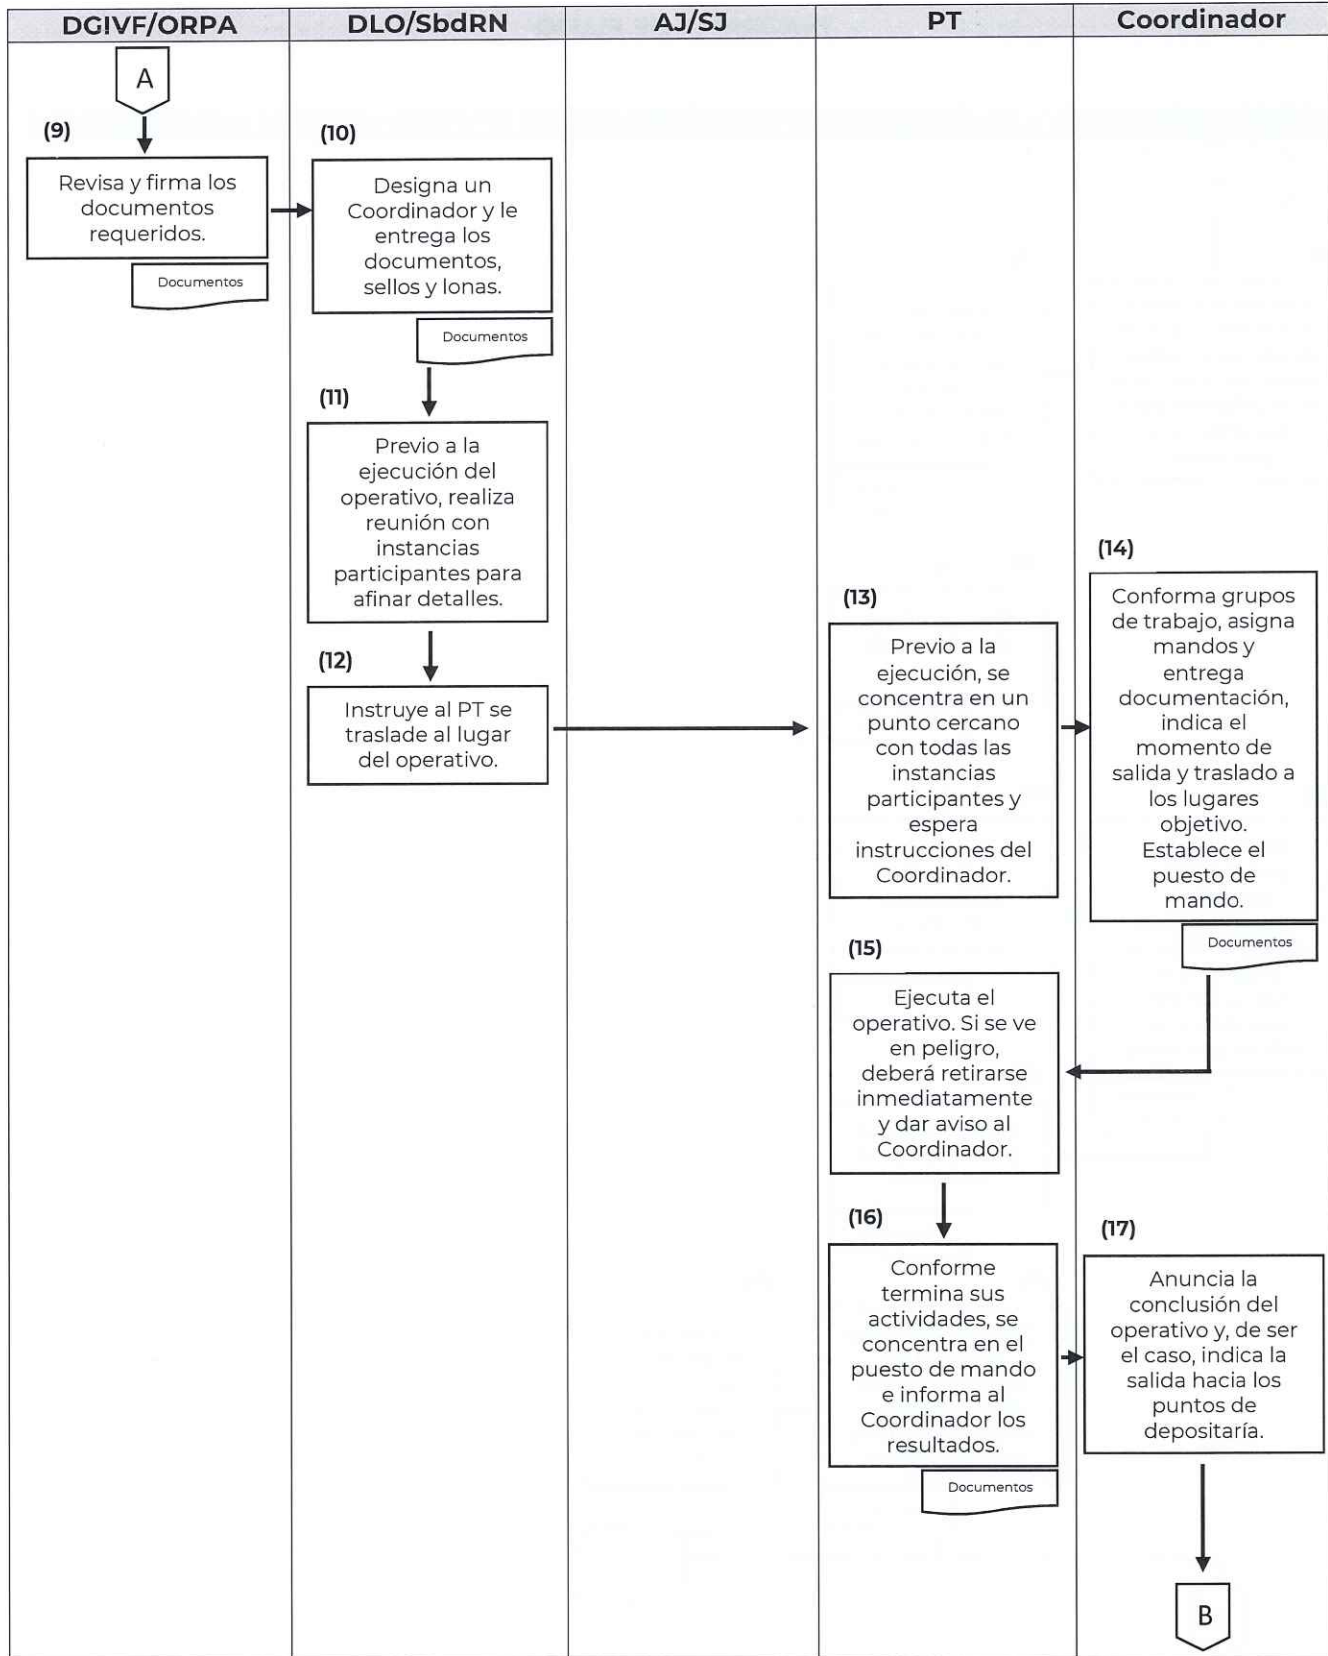 DGIVF/ORPA
DLO/SbdRN
AJ/SJ
PT
Coordinador
A
(9)
Revisa y firma los
documentos
requeridos.
Documentos
(10)
Designa un
Coordinador y le
entrega los
documentos,
sellos y lonas.
Documentos
(11)
Previo a la
ejecución del
operativo, realiza
reunión con
instancias
participantes para
afinar detalles.
(12)
Instruye al PT se
traslade al lugar
del operativo.
(13)
Previo a la
ejecución, se
concentra en un
punto cercano
con todas las
instancias
participantes y
espera
instrucciones del
Coordinador.
(14)
Conforma grupos
de trabajo, asigna
mandos y
entrega
documentación,
indica el
momento de
salida y traslado a
los lugares
objetivo.
Establece el
puesto de
mando.
Documentos
(15)
Ejecuta el
operativo. Si se ve
en peligro,
deberá retirarse
inmediatamente
y dar aviso al
Coordinador.
(16)
Conforme
termina sus
actividades, se
concentra en el
puesto de mando
e informa al
Coordinador los
resultados.
Documentos
(17)
Anuncia la
conclusión del
operativo y, de ser
el caso, indica la
salida hacia los
puntos de
depositaría.
B